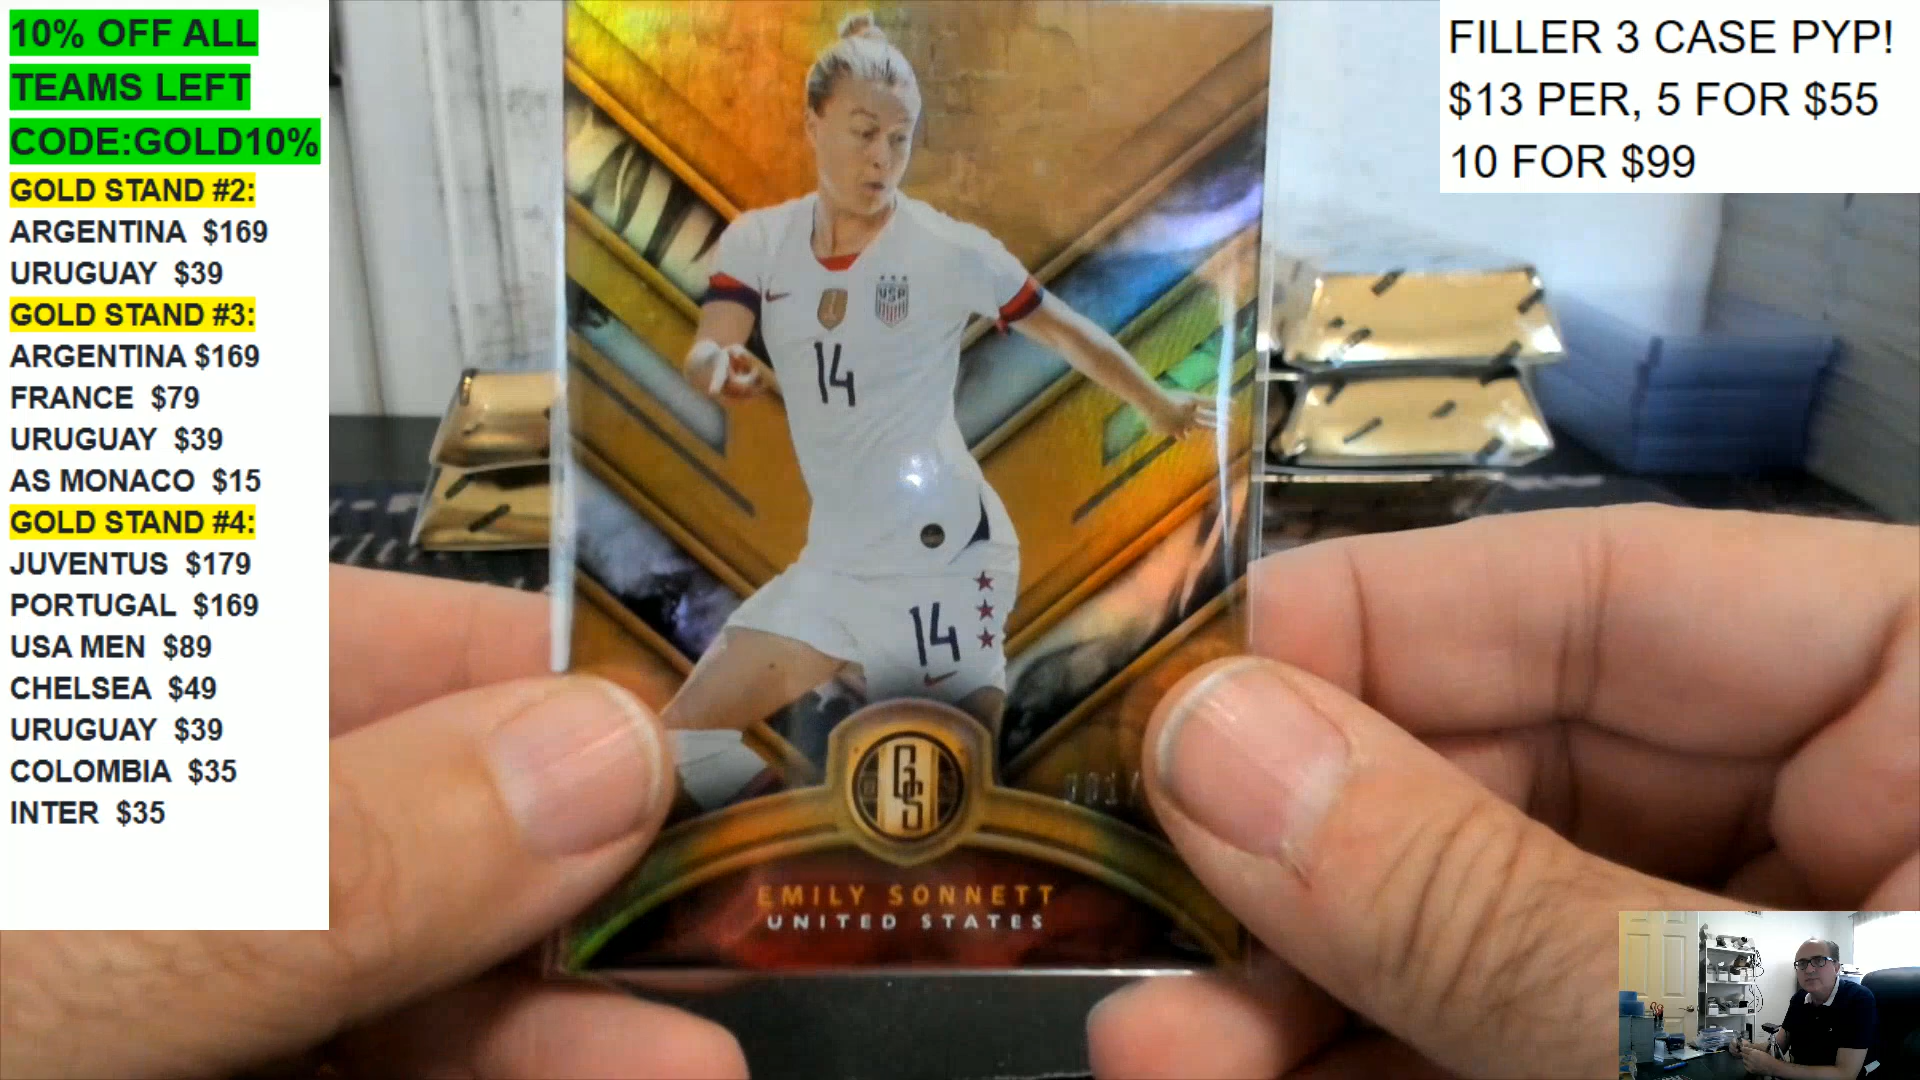 10% OFF ALL
TEAMS LEFT
CODE:GOLD10%
GOLD STAND #2:
ARGENTINA $169
URUGUAY $39
GOLD STAND #3:
ARGENTINA $169
FRANCE $79
URUGUAY $39
AS MONACO $15
GOLD STAND #4:
JUVENTUS $179
PORTUGAL $169
USA MEN $89
CHELSEA $49
URUGUAY $39
COLOMBIA $35
INTER $35
FILLER 3 CASE PYP!
$13 PER, 5 FOR $55
10 FOR $99
14
14
GS
EMILY SONNETT
UNITED STATES